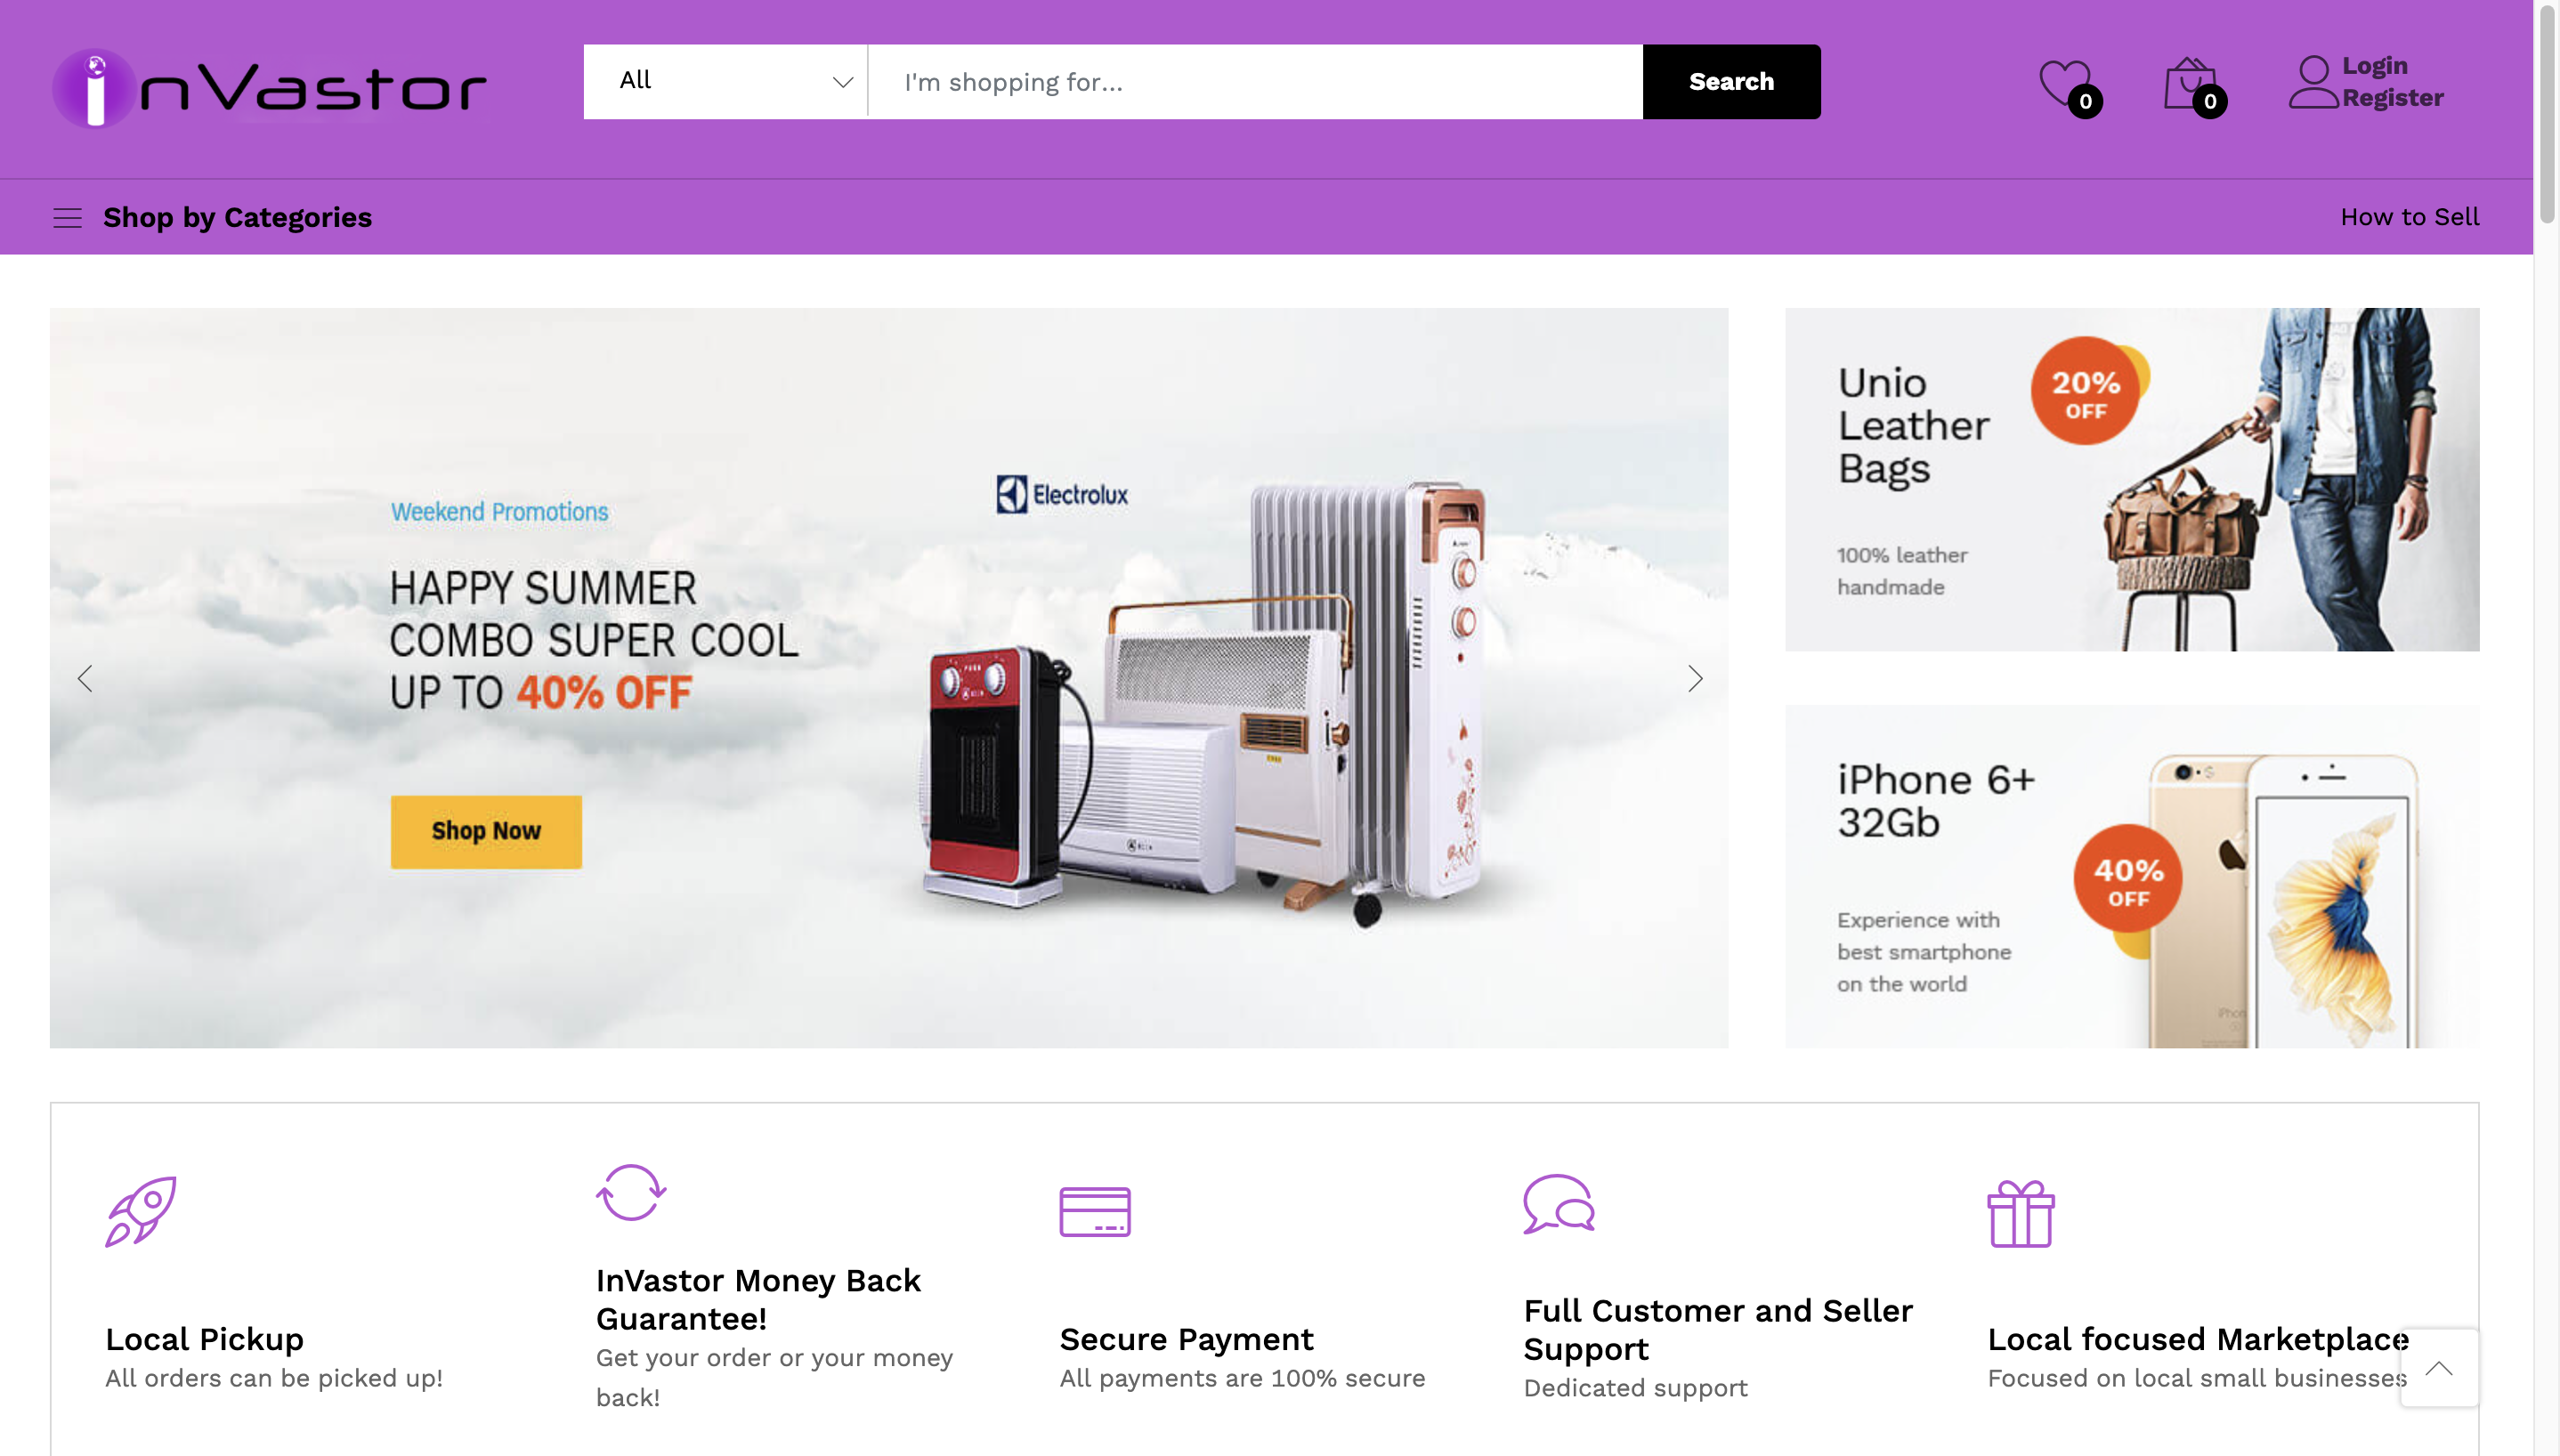 inVastor
All
I'm shopping for...
Search
0
0
Login
Register
Shop by Categories
How to Sell
Weekend Promotions
HAPPY SUMMER
COMBO SUPER COOL
UP TO 40% OFF
Shop Now
Electrolux
Unio
Leather
Bags
20%
OFF
100% leather
handmade
iPhone 6+
32Gb
40%
OFF
Experience with
best smartphone
on the world
Local Pickup
All orders can be picked up!
InVastor Money Back
Guarantee!
Get your order or your money
back!
Secure Payment
All payments are 100% secure
Full Customer and Seller
Support
Dedicated support
Local focused Marketplace
Focused on local small businesses